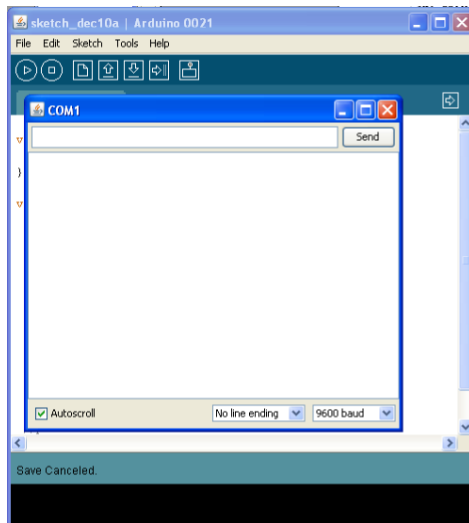 sketch_dec10a | Arduino 0021
File Edit Sketch Tools Help
COM1
Send
}
Autoscroll
No line ending
9600 baud
Save Canceled.